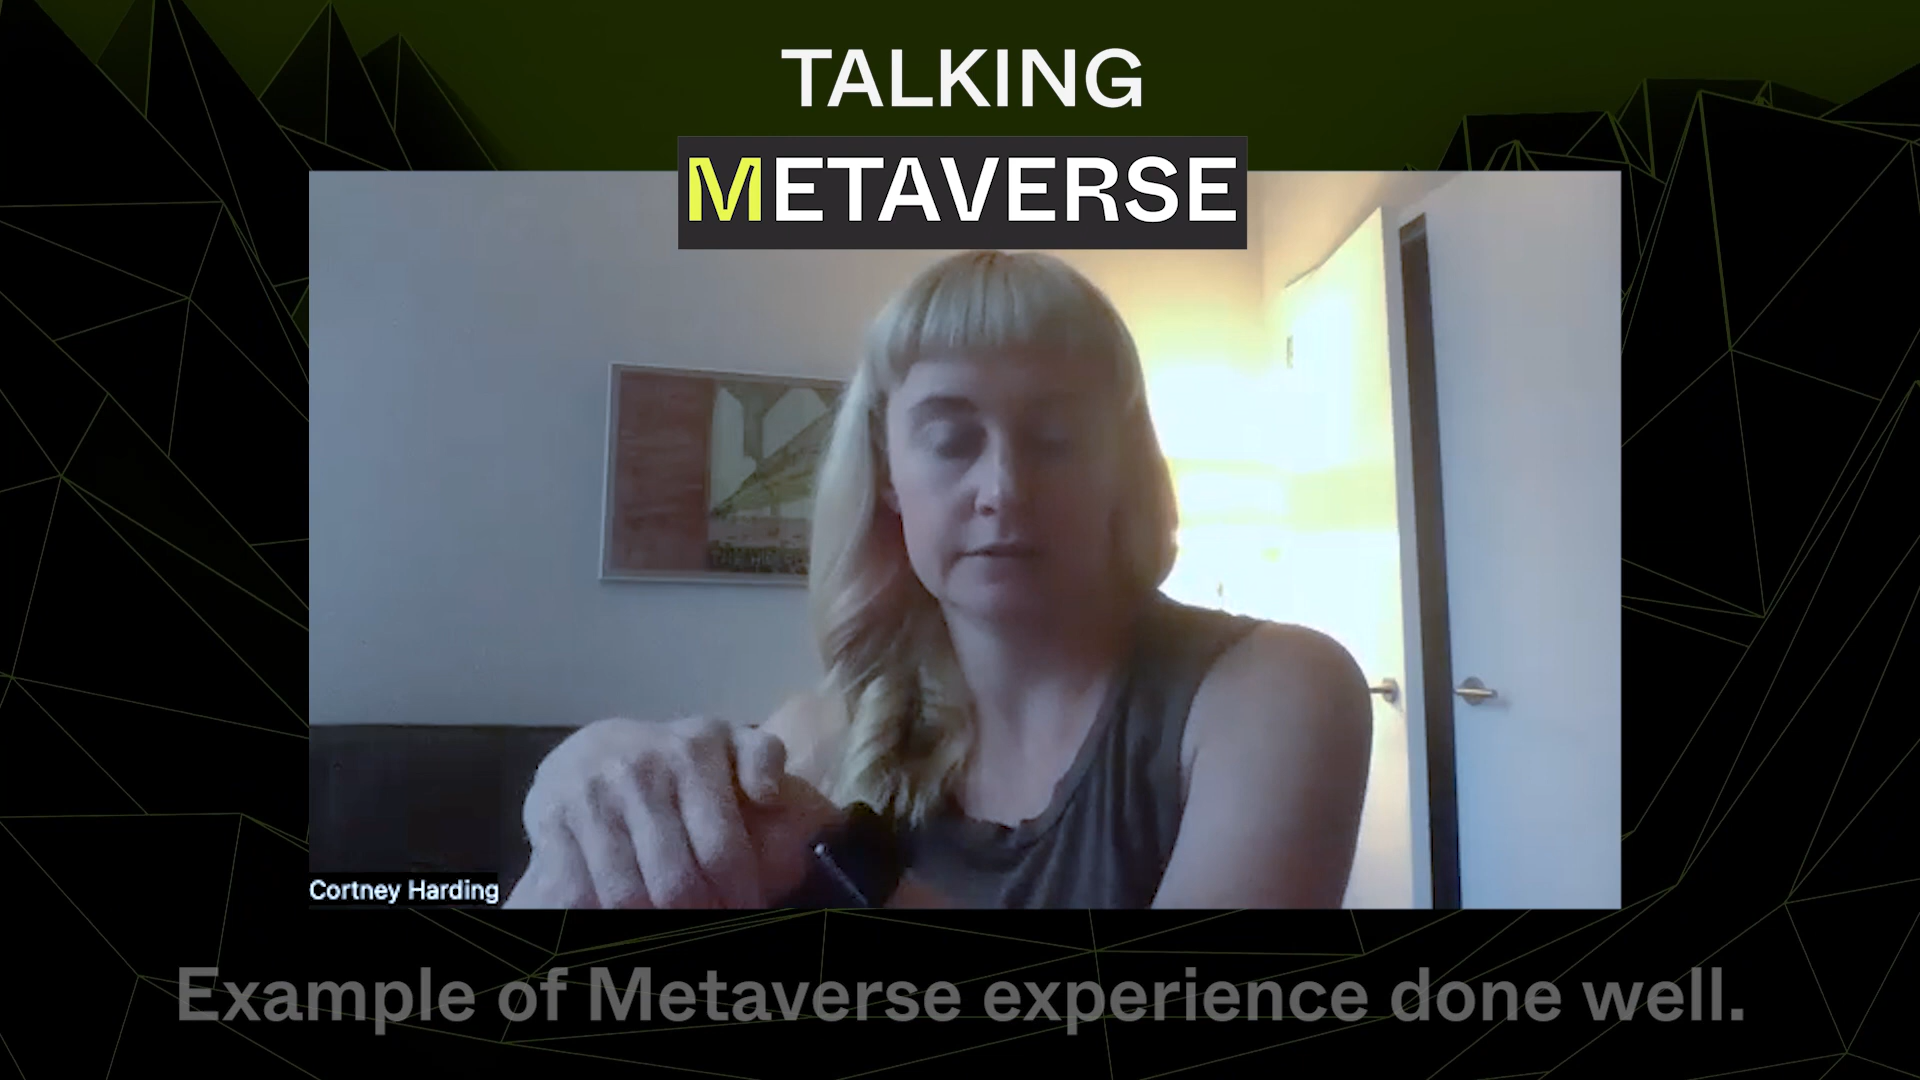 TALKING
METAVERSE
Cortney Harding
Example of Metaverse experience done well.